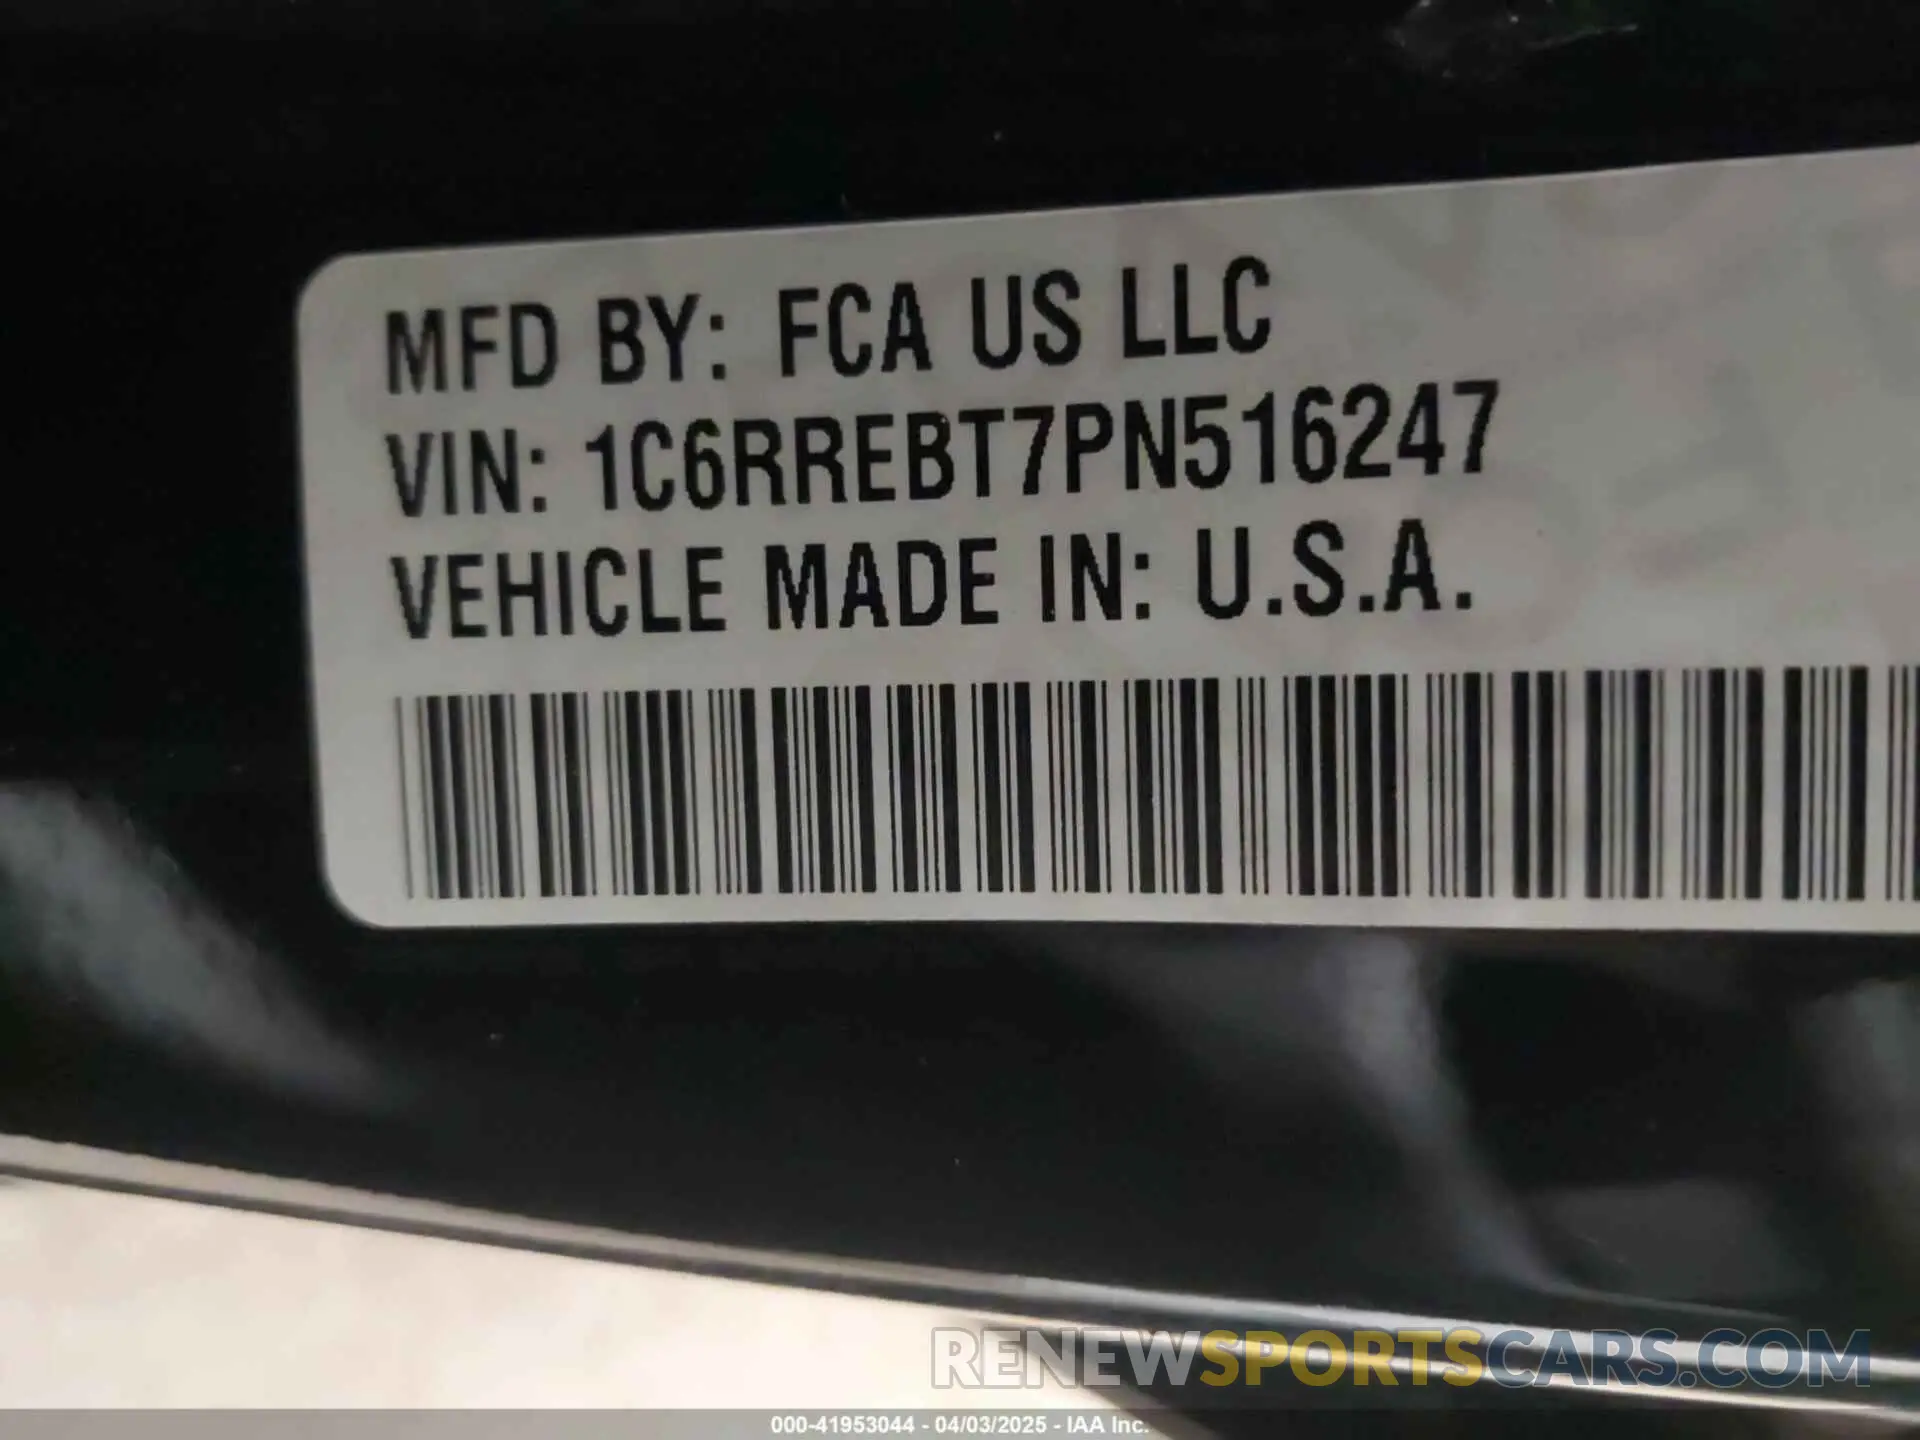 MFD BY: FCA US LLC
VIN: 1C6RREBT7PN516247
VEHICLE MADE IN: U.S.A.
RENEWSPORTSCARS.COM
000-41953044 - 04/03/2025 - IAA Inc.